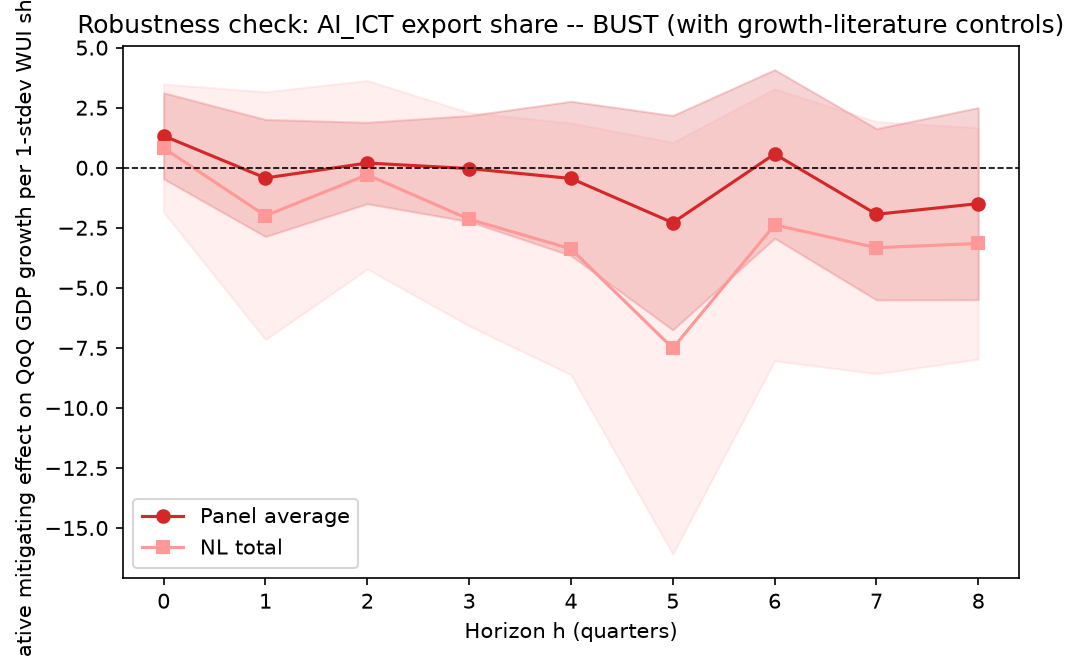 Robustness check: AI_ICT export share -- BUST (with growth-literature controls)
ative mitigating effect on QoQ GDP growth per 1-stdev WUI sh
5.0
2.5
0.0
−2.5
−5.0
−7.5
−10.0
−12.5
−15.0
Panel average
NL total
0 1 2 3 4 5 6 7 8
Horizon h (quarters)